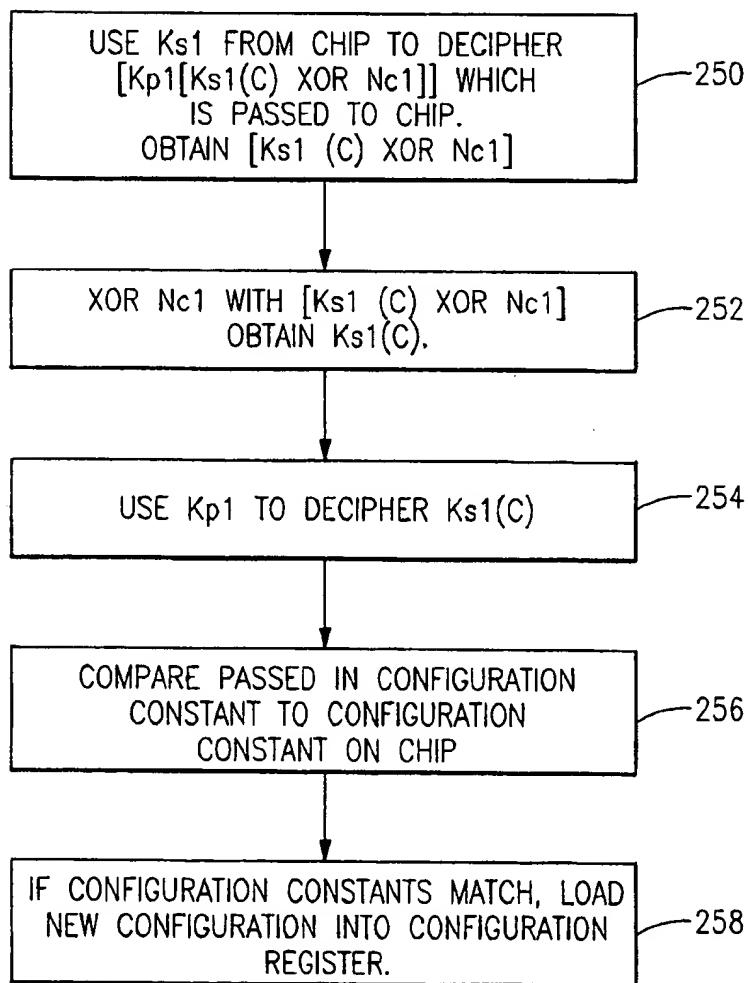 USE Ks1 FROM CHIP TO DECIPHER
[Kp1[Ks1(C) XOR Nc1]] WHICH
IS PASSED TO CHIP.
OBTAIN [Ks1 (C) XOR Nc1]
250
XOR Nc1 WITH [Ks1 (C) XOR Nc1]
OBTAIN Ks1(C).
252
USE Kp1 TO DECIPHER Ks1(C)
254
COMPARE PASSED IN CONFIGURATION
CONSTANT TO CONFIGURATION
CONSTANT ON CHIP
256
IF CONFIGURATION CONSTANTS MATCH, LOAD
NEW CONFIGURATION INTO CONFIGURATION
REGISTER.
258